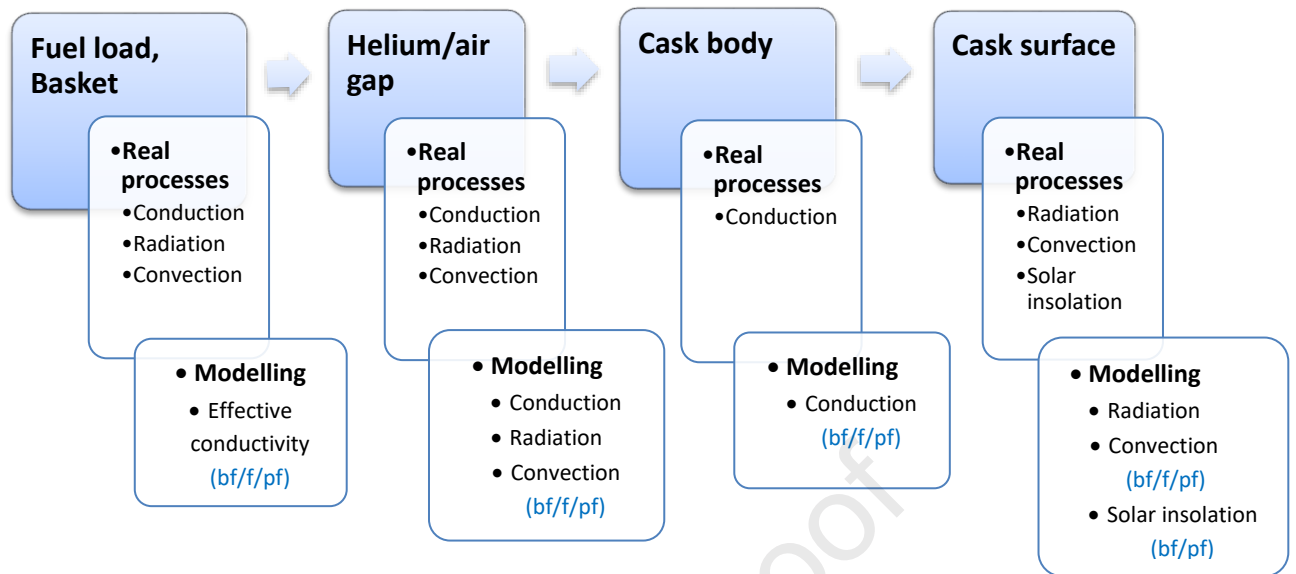 Fuel load,
Basket
•Real
processes
•Conduction
•Radiation
•Convection
• Modelling
• Effective
conductivity
(bf/f/pf)
Helium/air
gap
•Real
processes
•Conduction
•Radiation
•Convection
• Modelling
• Conduction
• Radiation
• Convection
(bf/f/pf)
Cask body
•Real
processes
•Conduction
• Modelling
• Conduction
(bf/f/pf)
Cask surface
•Real
processes
•Radiation
•Convection
•Solar
insolation
• Modelling
• Radiation
• Convection
(bf/f/pf)
• Solar insolation
(bf/pf)